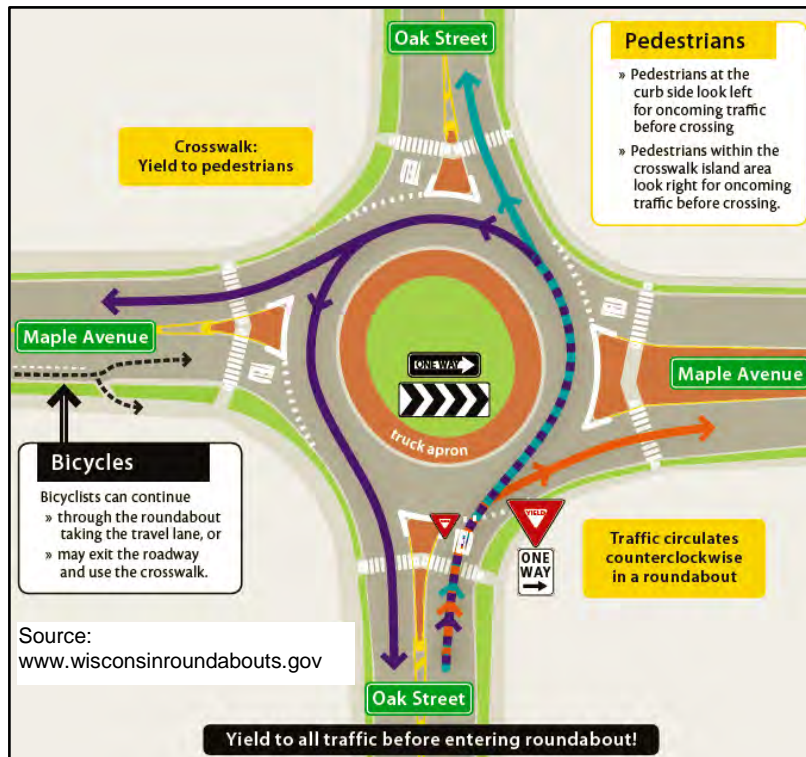 Oak Street
Pedestrians
» Pedestrians at the
curb side look left
for oncoming traffic
before crossing
» Pedestrians within the
crosswalk island area
look right for oncoming
traffic before crossing.
Crosswalk:
Yield to pedestrians
Maple Avenue
ONE WAY
Maple Avenue
truck apron
Bicycles
Bicyclists can continue
» through the roundabout
taking the travel lane, or
» may exit the roadway
and use the crosswalk.
YIELD
ONE
WAY
Traffic circulates
counterclockwise
in a roundabout
Source:
www.wisconsinroundabouts.gov
Oak Street
Yield to all traffic before entering roundabout!